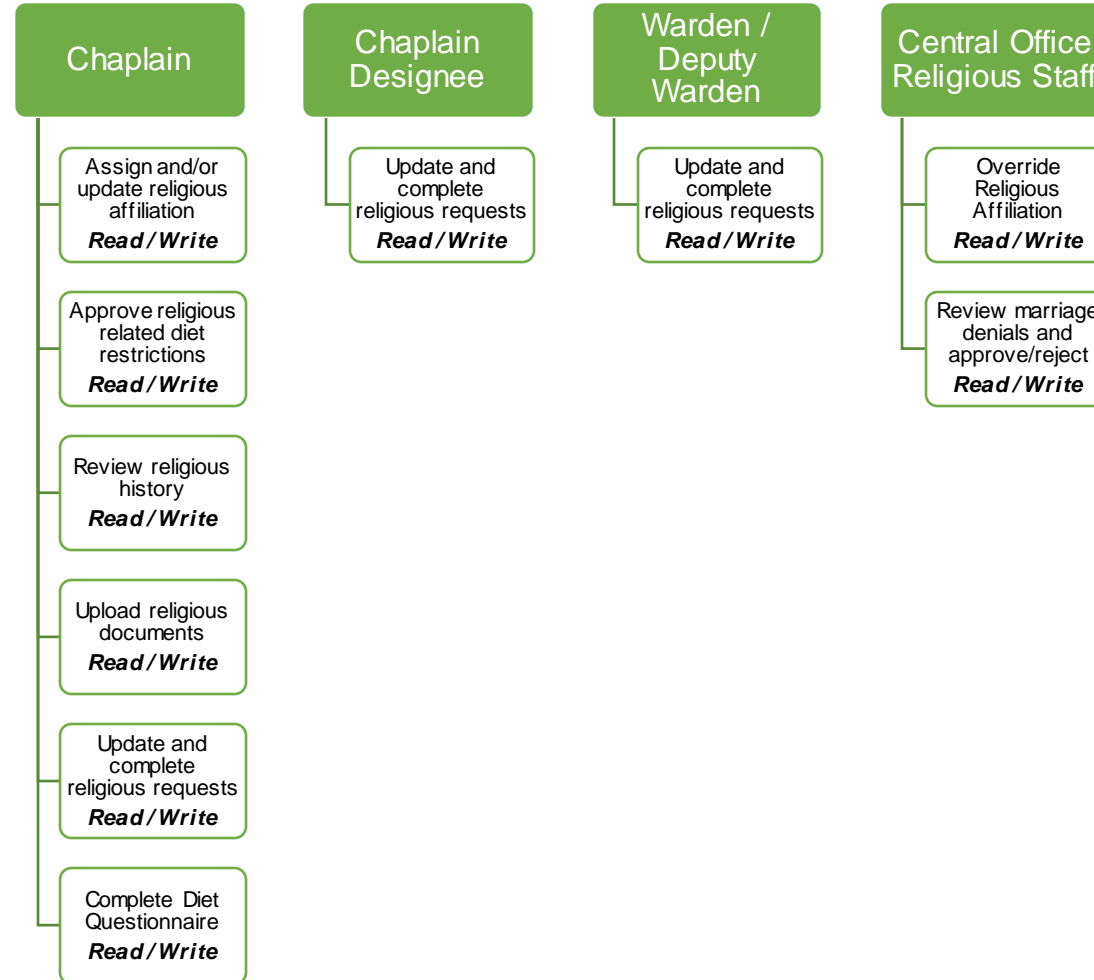 Chaplain
Assign and/or
update religious
affiliation
Read/Write
Approve religious
related diet
restrictions
Read/Write
Review religious
history
Read/Write
Upload religious
documents
Read/Write
Update and
complete
religious requests
Read/Write
Complete Diet
Questionnaire
Read/Write
Chaplain
Designee
Update and
complete
religious requests
Read/Write
Warden /
Deputy
Warden
Update and
complete
religious requests
Read/Write
Central Office
Religious Staff
Override
Religious
Affiliation
Read/Write
Review marriage
denials and
approve/reject
Read/Write